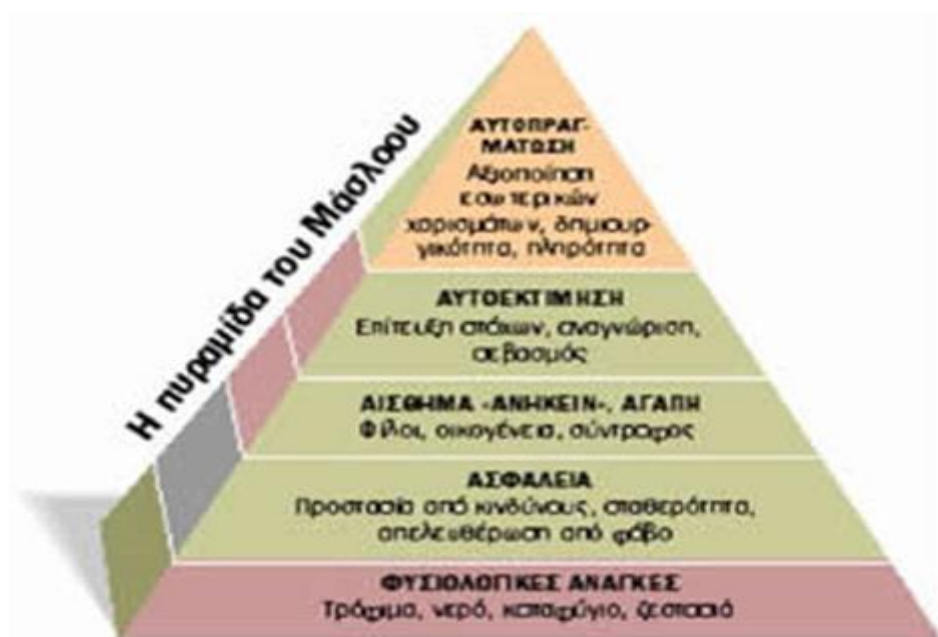 Η πυραμίδα του Μάσλοου
ΑΥΤΟΠΡΑΓ-
ΜΑΤΩΣΗ
Αξιοποίηση
εσωτερικών
χαρισμάτων, δημιουρ-
γικότητα, πληρότητα
ΑΥΤΟΕΚΤΙΜΗΣΗ
Επίτευξη στόχων, αναγνώριση,
σεβασμός
ΑΙΣΘΗΜΑ «ΑΝΗΚΕΙΝ», ΑΓΑΠΗ
Φίλοι, οικογένεια, σύντροφος
ΑΣΦΑΛΕΙΑ
Προστασία από κινδύνους, σταθερότητα,
απελευθέρωση από φόβο
ΦΥΣΙΟΛΟΓΙΚΕΣ ΑΝΑΓΚΕΣ
Τρόφιμα, νερό, καταφύγιο, ζεστασιά